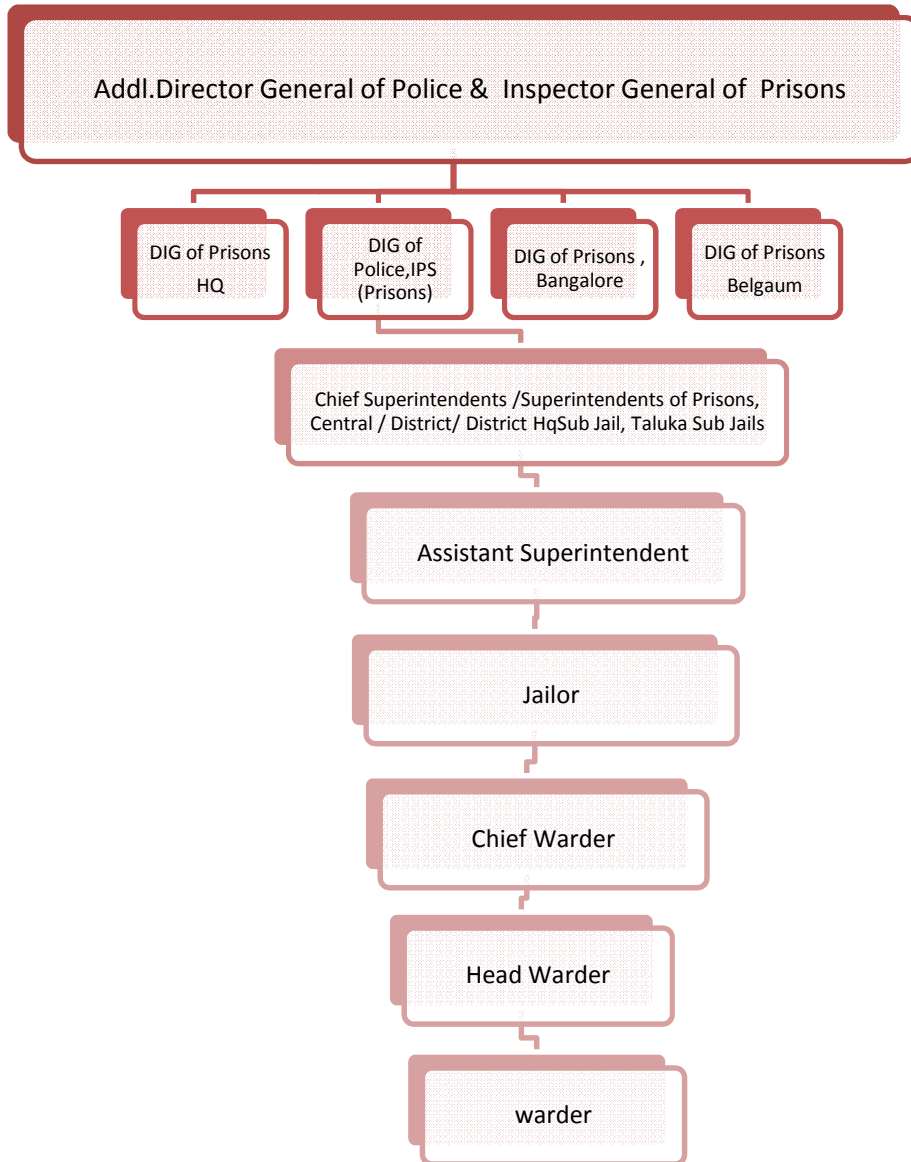 Addl.Director General of Police & Inspector General of Prisons
DIG of Prisons
HQ
DIG of
Police,IPS
(Prisons)
DIG of Prisons ,
Bangalore
DIG of Prisons
Belgaum
Chief Superintendents /Superintendents of Prisons,
Central / District/ District HqSub Jail, Taluka Sub Jails
Assistant Superintendent
Jailor
Chief Warder
Head Warder
warder